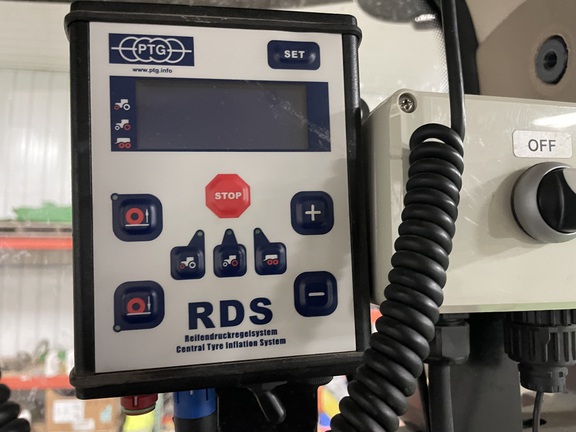 PTG
www.ptg.info
SET
OFF
STOP
+
−
RDS
Reifendruckregelsystem
Central Tyre Inflation System